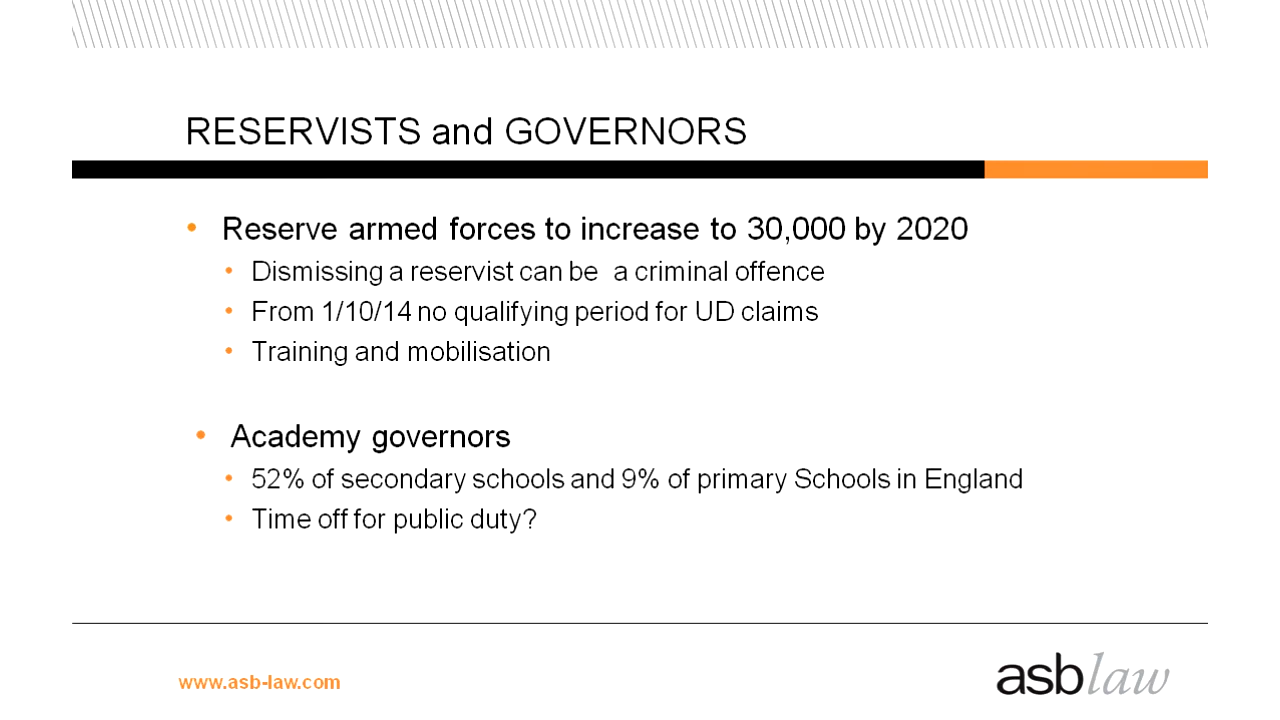 RESERVISTS and GOVERNORS
• Reserve armed forces to increase to 30,000 by 2020
• Dismissing a reservist can be  a criminal offence
• From 1/10/14 no qualifying period for UD claims
• Training and mobilisation
• Academy governors
• 52% of secondary schools and 9% of primary Schools in England
• Time off for public duty?
www.asb-law.com
asblaw